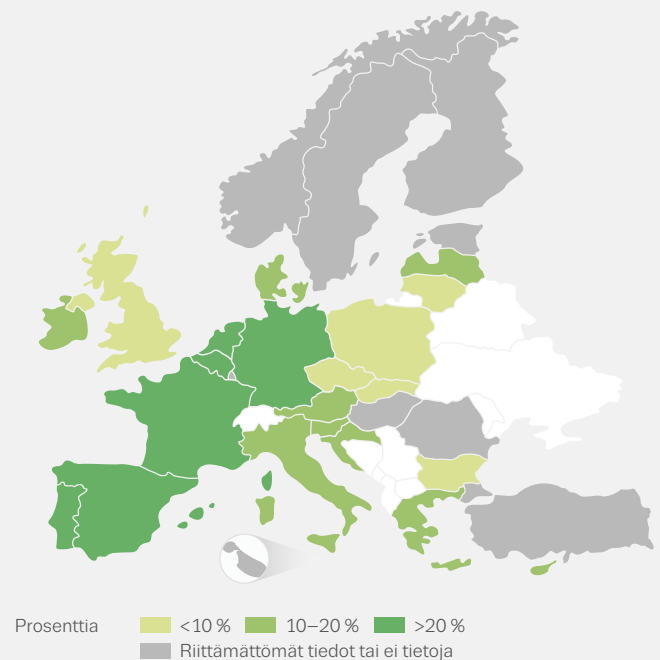 Prosenttia <10 % 10–20 % >20 %
Riittämättömät tiedot tai ei tietoja